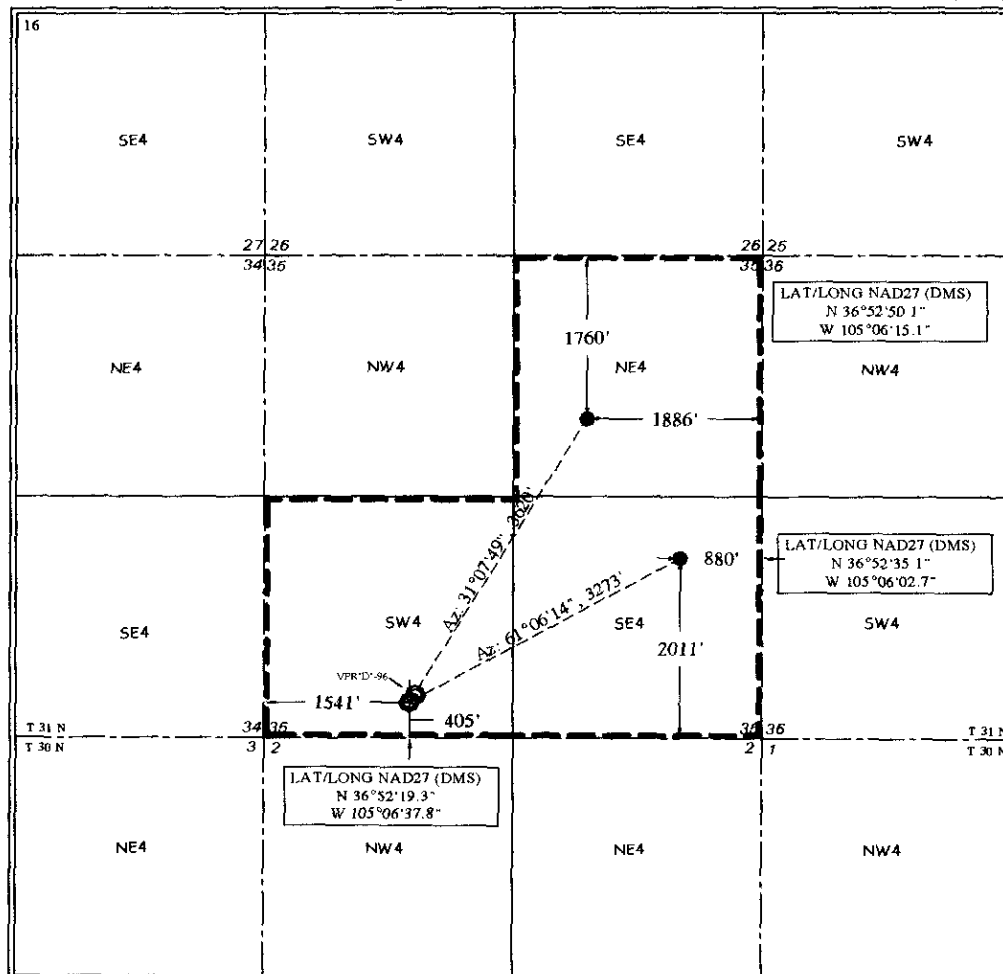 16
SE4
SW4
SE4
SW4
27 26
34 35
26 25
35 36
LAT/LONG NAD27 (DMS)
N 36°52'50 1"
W 105°06'15.1"
1760'
NE4
NW4
NE4
NW4
1886'
Az: 31°07'49", 3620'
LAT/LONG NAD27 (DMS)
N 36°52'35 1"
W 105°06'02.7"
880'
Az: 61°06'14", 3273'
SE4
SW4
SE4
SW4
2011'
VPR'D'-96
1541'
405'
T 31 N
34 35
35 36
T 31 N
T 30 N
3 2
2 1
T 30 N
LAT/LONG NAD27 (DMS)
N 36°52'19.3"
W 105°06'37.8"
NE4
NW4
NE4
NW4